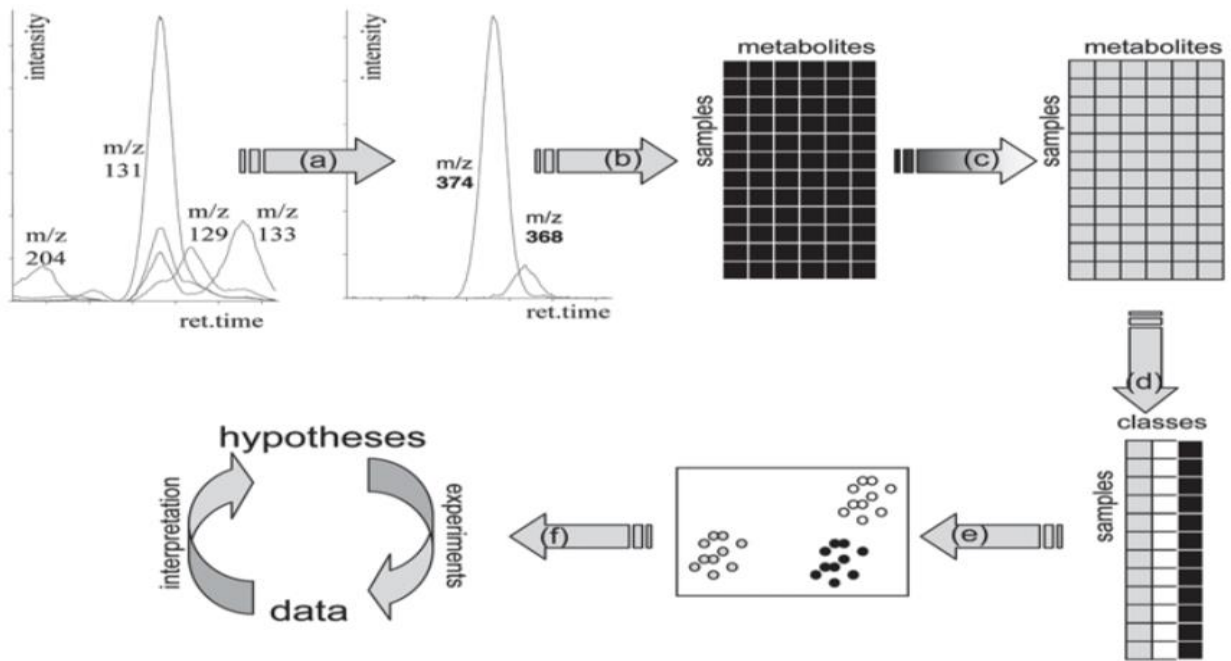 intensity
m/z
131
m/z
204
m/z
129
m/z
133
ret.time
(a)
intensity
m/z
374
m/z
368
ret.time
(b)
metabolites
samples
(c)
metabolites
samples
(d)
classes
samples
(e)
(f)
hypotheses
interpretation
experiments
data